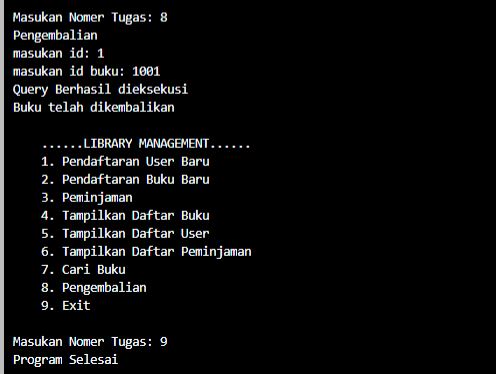 Masukan Nomer Tugas: 8
Pengembalian
masukan id: 1
masukan id buku: 1001
Query Berhasil dieksekusi
Buku telah dikembalikan
......LIBRARY MANAGEMENT......
1. Pendaftaran User Baru
2. Pendaftaran Buku Baru
3. Peminjaman
4. Tampilkan Daftar Buku
5. Tampilkan Daftar User
6. Tampilkan Daftar Peminjaman
7. Cari Buku
8. Pengembalian
9. Exit
Masukan Nomer Tugas: 9
Program Selesai